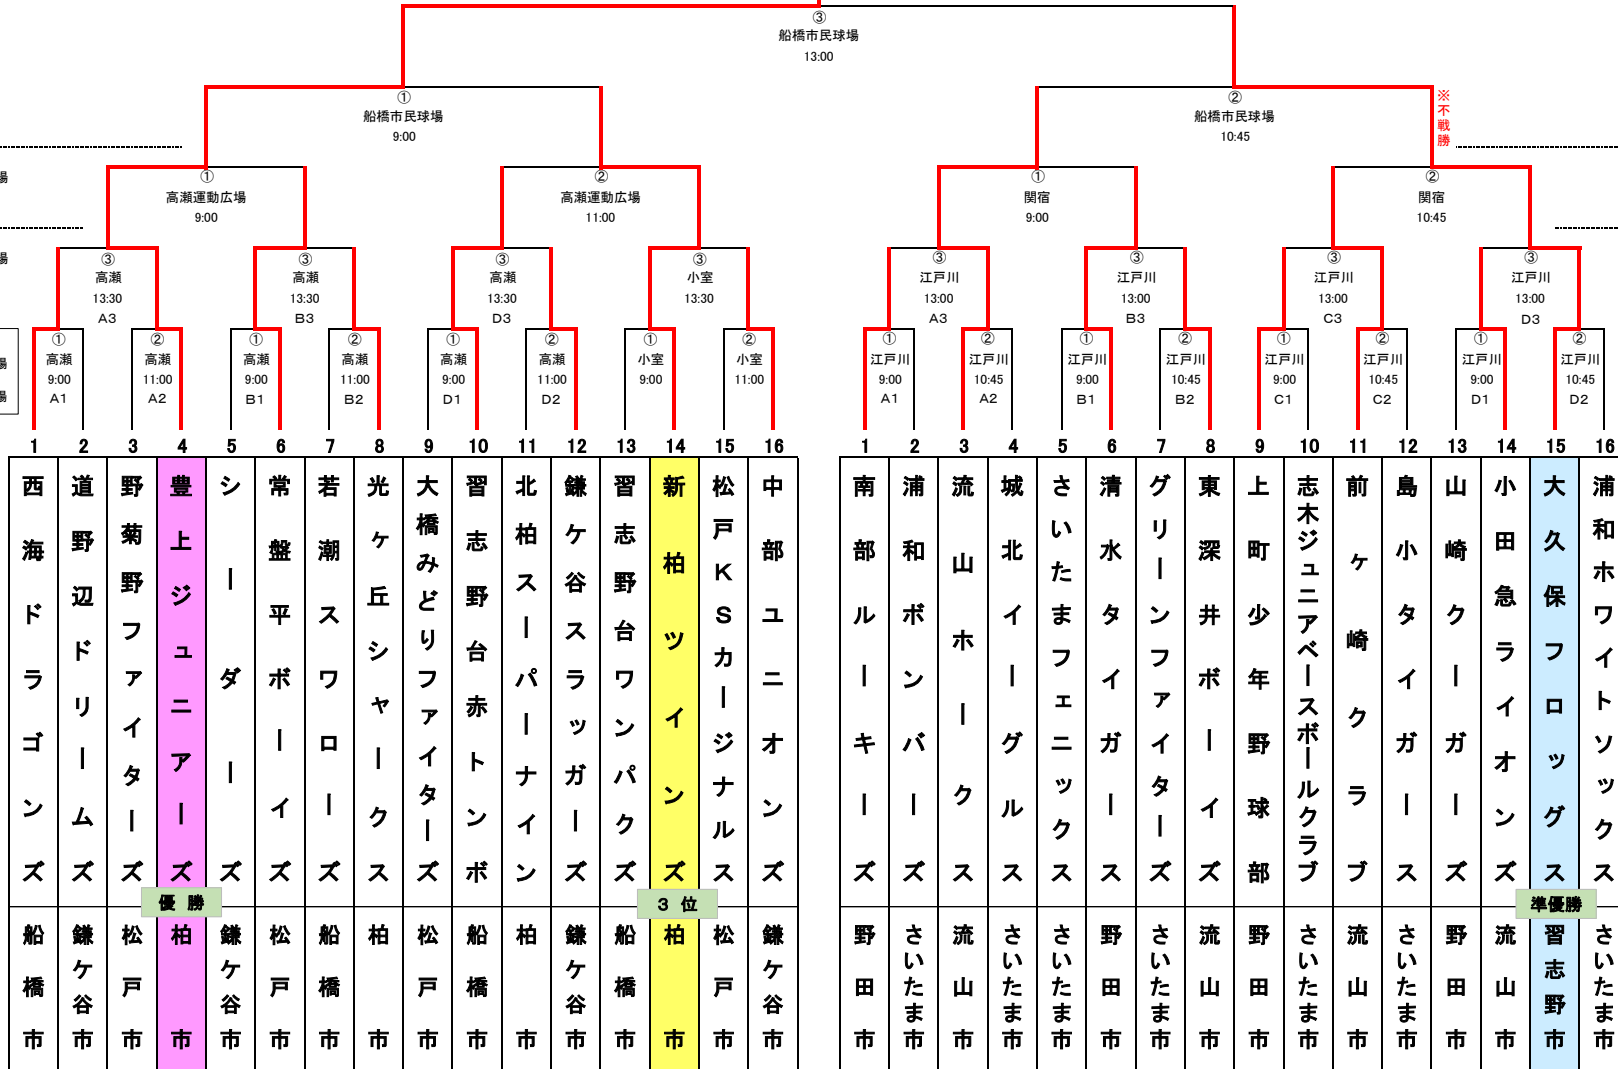 ③
船橋市民球場
13:00
①
船橋市民球場
9:00
②
船橋市民球場
10:45
※不戦勝
場
①
高瀬運動広場
9:00
②
高瀬運動広場
11:00
①
関宿
9:00
②
関宿
10:45
場
③
高瀬
13:30
A3
③
高瀬
13:30
B3
③
高瀬
13:30
D3
③
小室
13:30
③
江戸川
13:00
A3
③
江戸川
13:00
B3
③
江戸川
13:00
C3
③
江戸川
13:00
D3
場
場
①
高瀬
9:00
A1
②
高瀬
11:00
A2
①
高瀬
9:00
B1
②
高瀬
11:00
B2
①
高瀬
9:00
D1
②
高瀬
11:00
D2
①
小室
9:00
②
小室
11:00
①
江戸川
9:00
A1
②
江戸川
10:45
A2
①
江戸川
9:00
B1
②
江戸川
10:45
B2
①
江戸川
9:00
C1
②
江戸川
10:45
C2
①
江戸川
9:00
D1
②
江戸川
10:45
D2
1
西海ドラゴンズ
船橋市
2
道野辺ドリームズ
鎌ケ谷市
3
野菊野ファイターズ
松戸市
4
豊上ジュニアーズ
優 勝
柏市
5
シーダーズ
鎌ケ谷市
6
常盤平ボーイズ
松戸市
7
若潮スワローズ
船橋市
8
光ヶ丘シャークス
柏市
9
大橋みどりファイターズ
松戸市
10
習志野台赤トンボ
船橋市
11
北柏スーパーナイン
柏市
12
鎌ケ谷スラッガーズ
鎌ケ谷市
13
習志野台ワンパクズ
船橋市
14
新柏ツインズ
3 位
柏市
15
松戸KSカージナルス
松戸市
16
中部ユニオンズ
鎌ケ谷市
1
南部ルーキーズ
野田市
2
浦和ボンバーズ
さいたま市
3
流山ホークス
流山市
4
城北イーグルス
さいたま市
5
さいたまフェニックス
さいたま市
6
清水タイガース
野田市
7
グリーンファイターズ
さいたま市
8
東深井ボーイズ
流山市
9
上町少年野球部
野田市
10
志木ジュニアベースボールクラブ
さいたま市
11
前ヶ崎クラブ
流山市
12
島小タイガース
さいたま市
13
山崎クーガーズ
野田市
14
小田急ライオンズ
流山市
15
大久保フロッグス
準優勝
習志野市
16
浦和ホワイトソックス
さいたま市